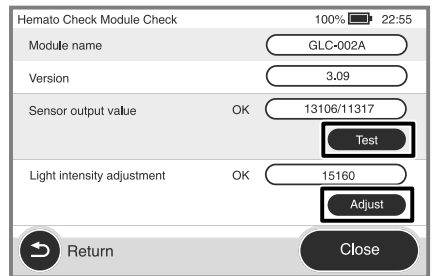 Hemato Check Module Check 100% 22:55
Module name GLC-002A
Version 3.09
Sensor output value OK 13106/11317
Test
Light intensity adjustment OK 15160
Adjust
Return Close